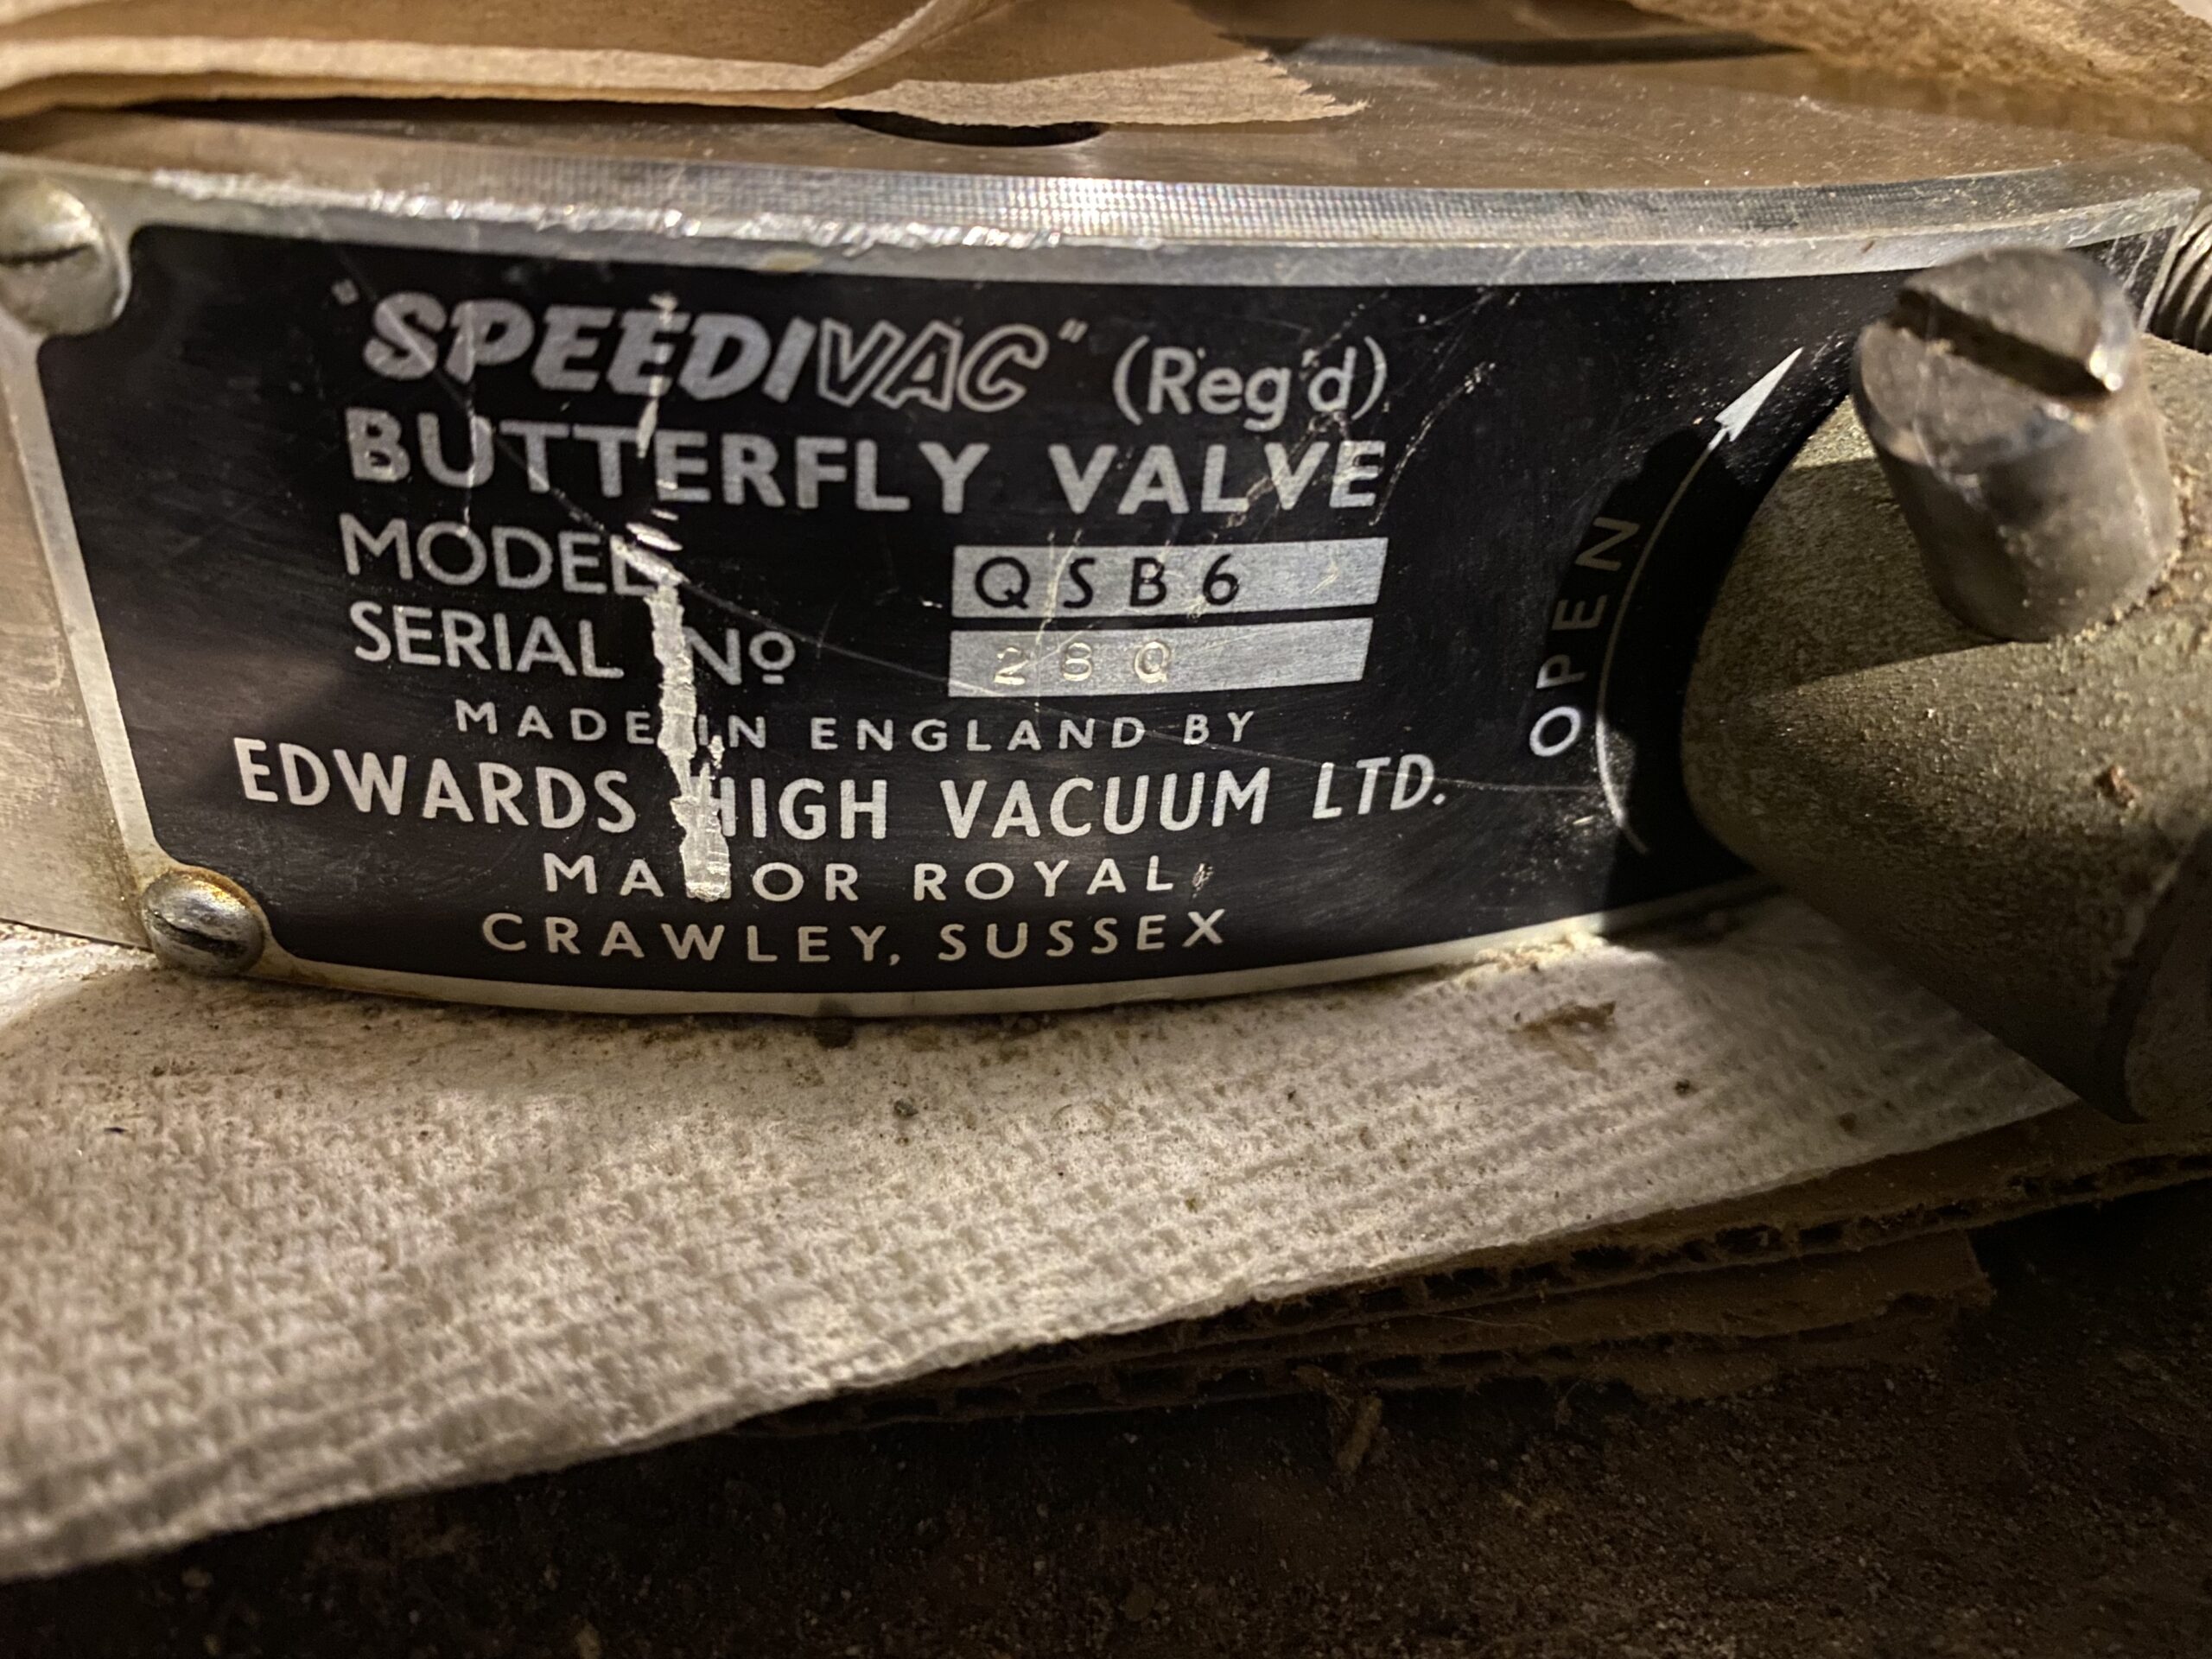 "SPEEDIVAC" (Reg'd)
BUTTERFLY VALVE
MODEL QSB6
SERIAL Nº 28Q
MADE IN ENGLAND BY
EDWARDS HIGH VACUUM LTD.
MANOR ROYAL
CRAWLEY, SUSSEX
OPEN